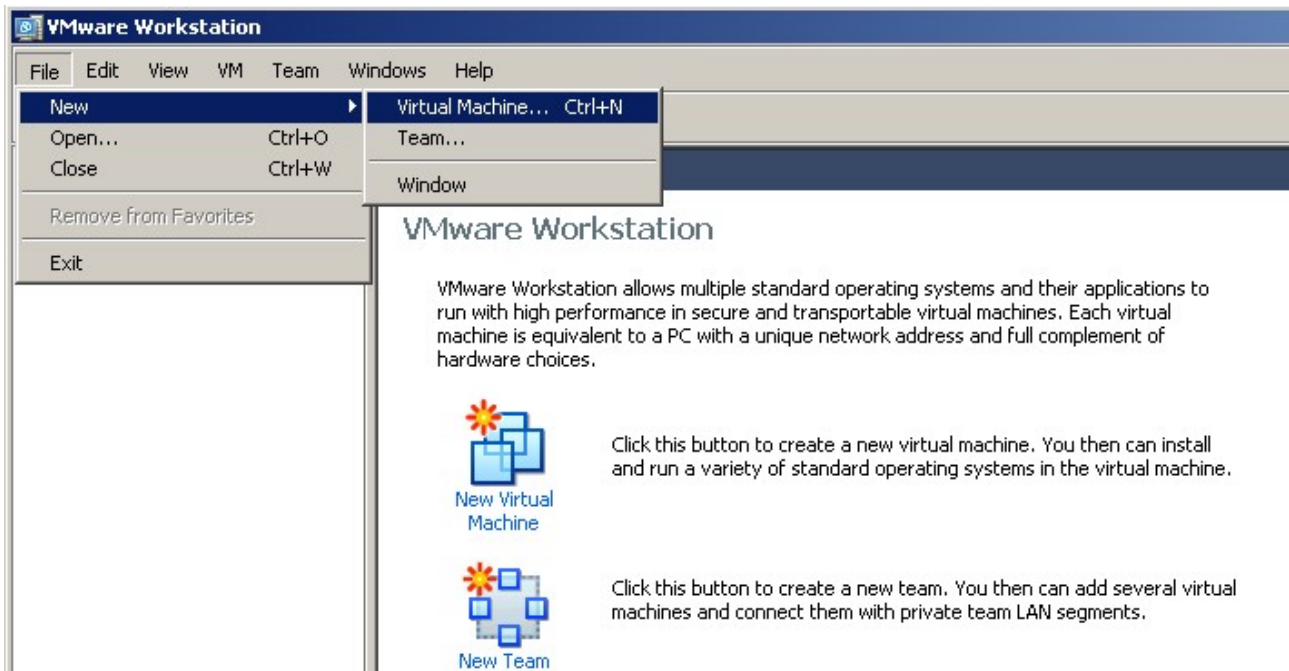 VMware Workstation
File Edit View VM Team Windows Help
New
Open... Ctrl+O
Close Ctrl+W
Remove from Favorites
Exit
Virtual Machine... Ctrl+N
Team...
Window
VMware Workstation
VMware Workstation allows multiple standard operating systems and their applications to
run with high performance in secure and transportable virtual machines. Each virtual
machine is equivalent to a PC with a unique network address and full complement of
hardware choices.
New Virtual
Machine
Click this button to create a new virtual machine. You then can install
and run a variety of standard operating systems in the virtual machine.
New Team
Click this button to create a new team. You then can add several virtual
machines and connect them with private team LAN segments.